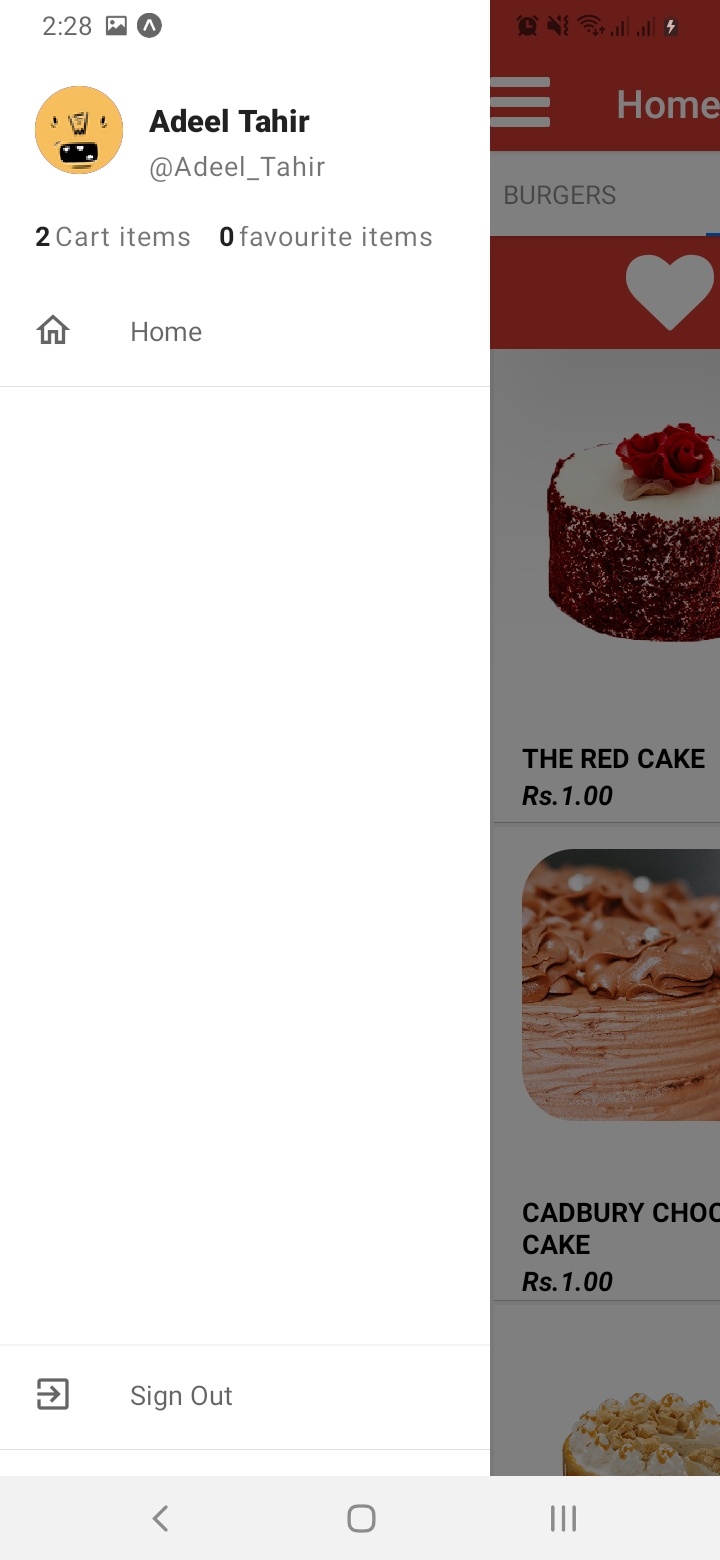 2:28
Home
Adeel Tahir
@Adeel_Tahir
BURGERS
2 Cart items 0 favourite items
Home
THE RED CAKE
Rs.1.00
CADBURY CHOC
CAKE
Rs.1.00
Sign Out